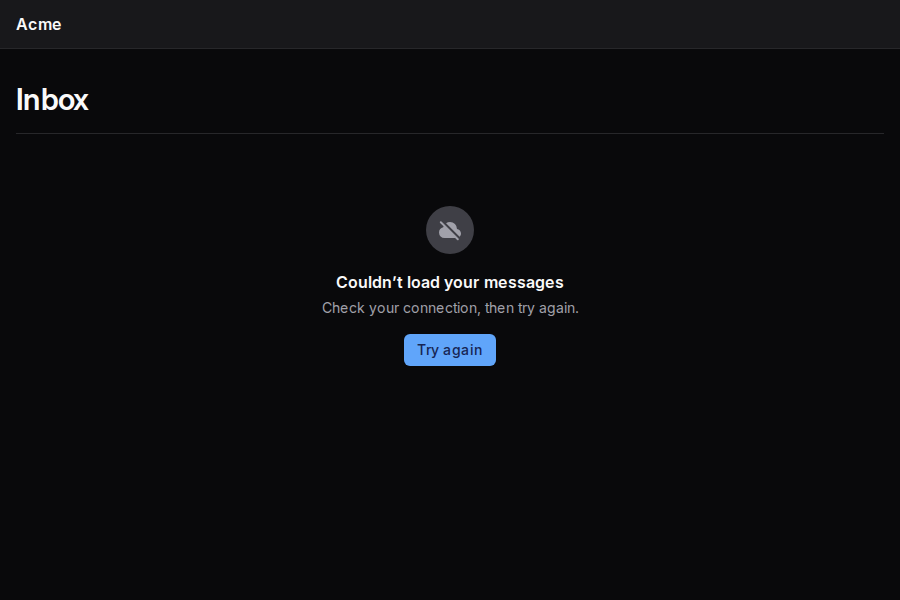 Acme
Inbox
Couldn’t load your messages
Check your connection, then try again.
Try again